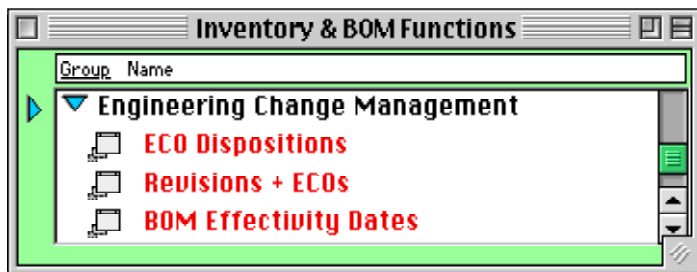 Inventory & BOM Functions
Group Name
Engineering Change Management
ECO Dispositions
Revisions + ECOs
BOM Effectivity Dates